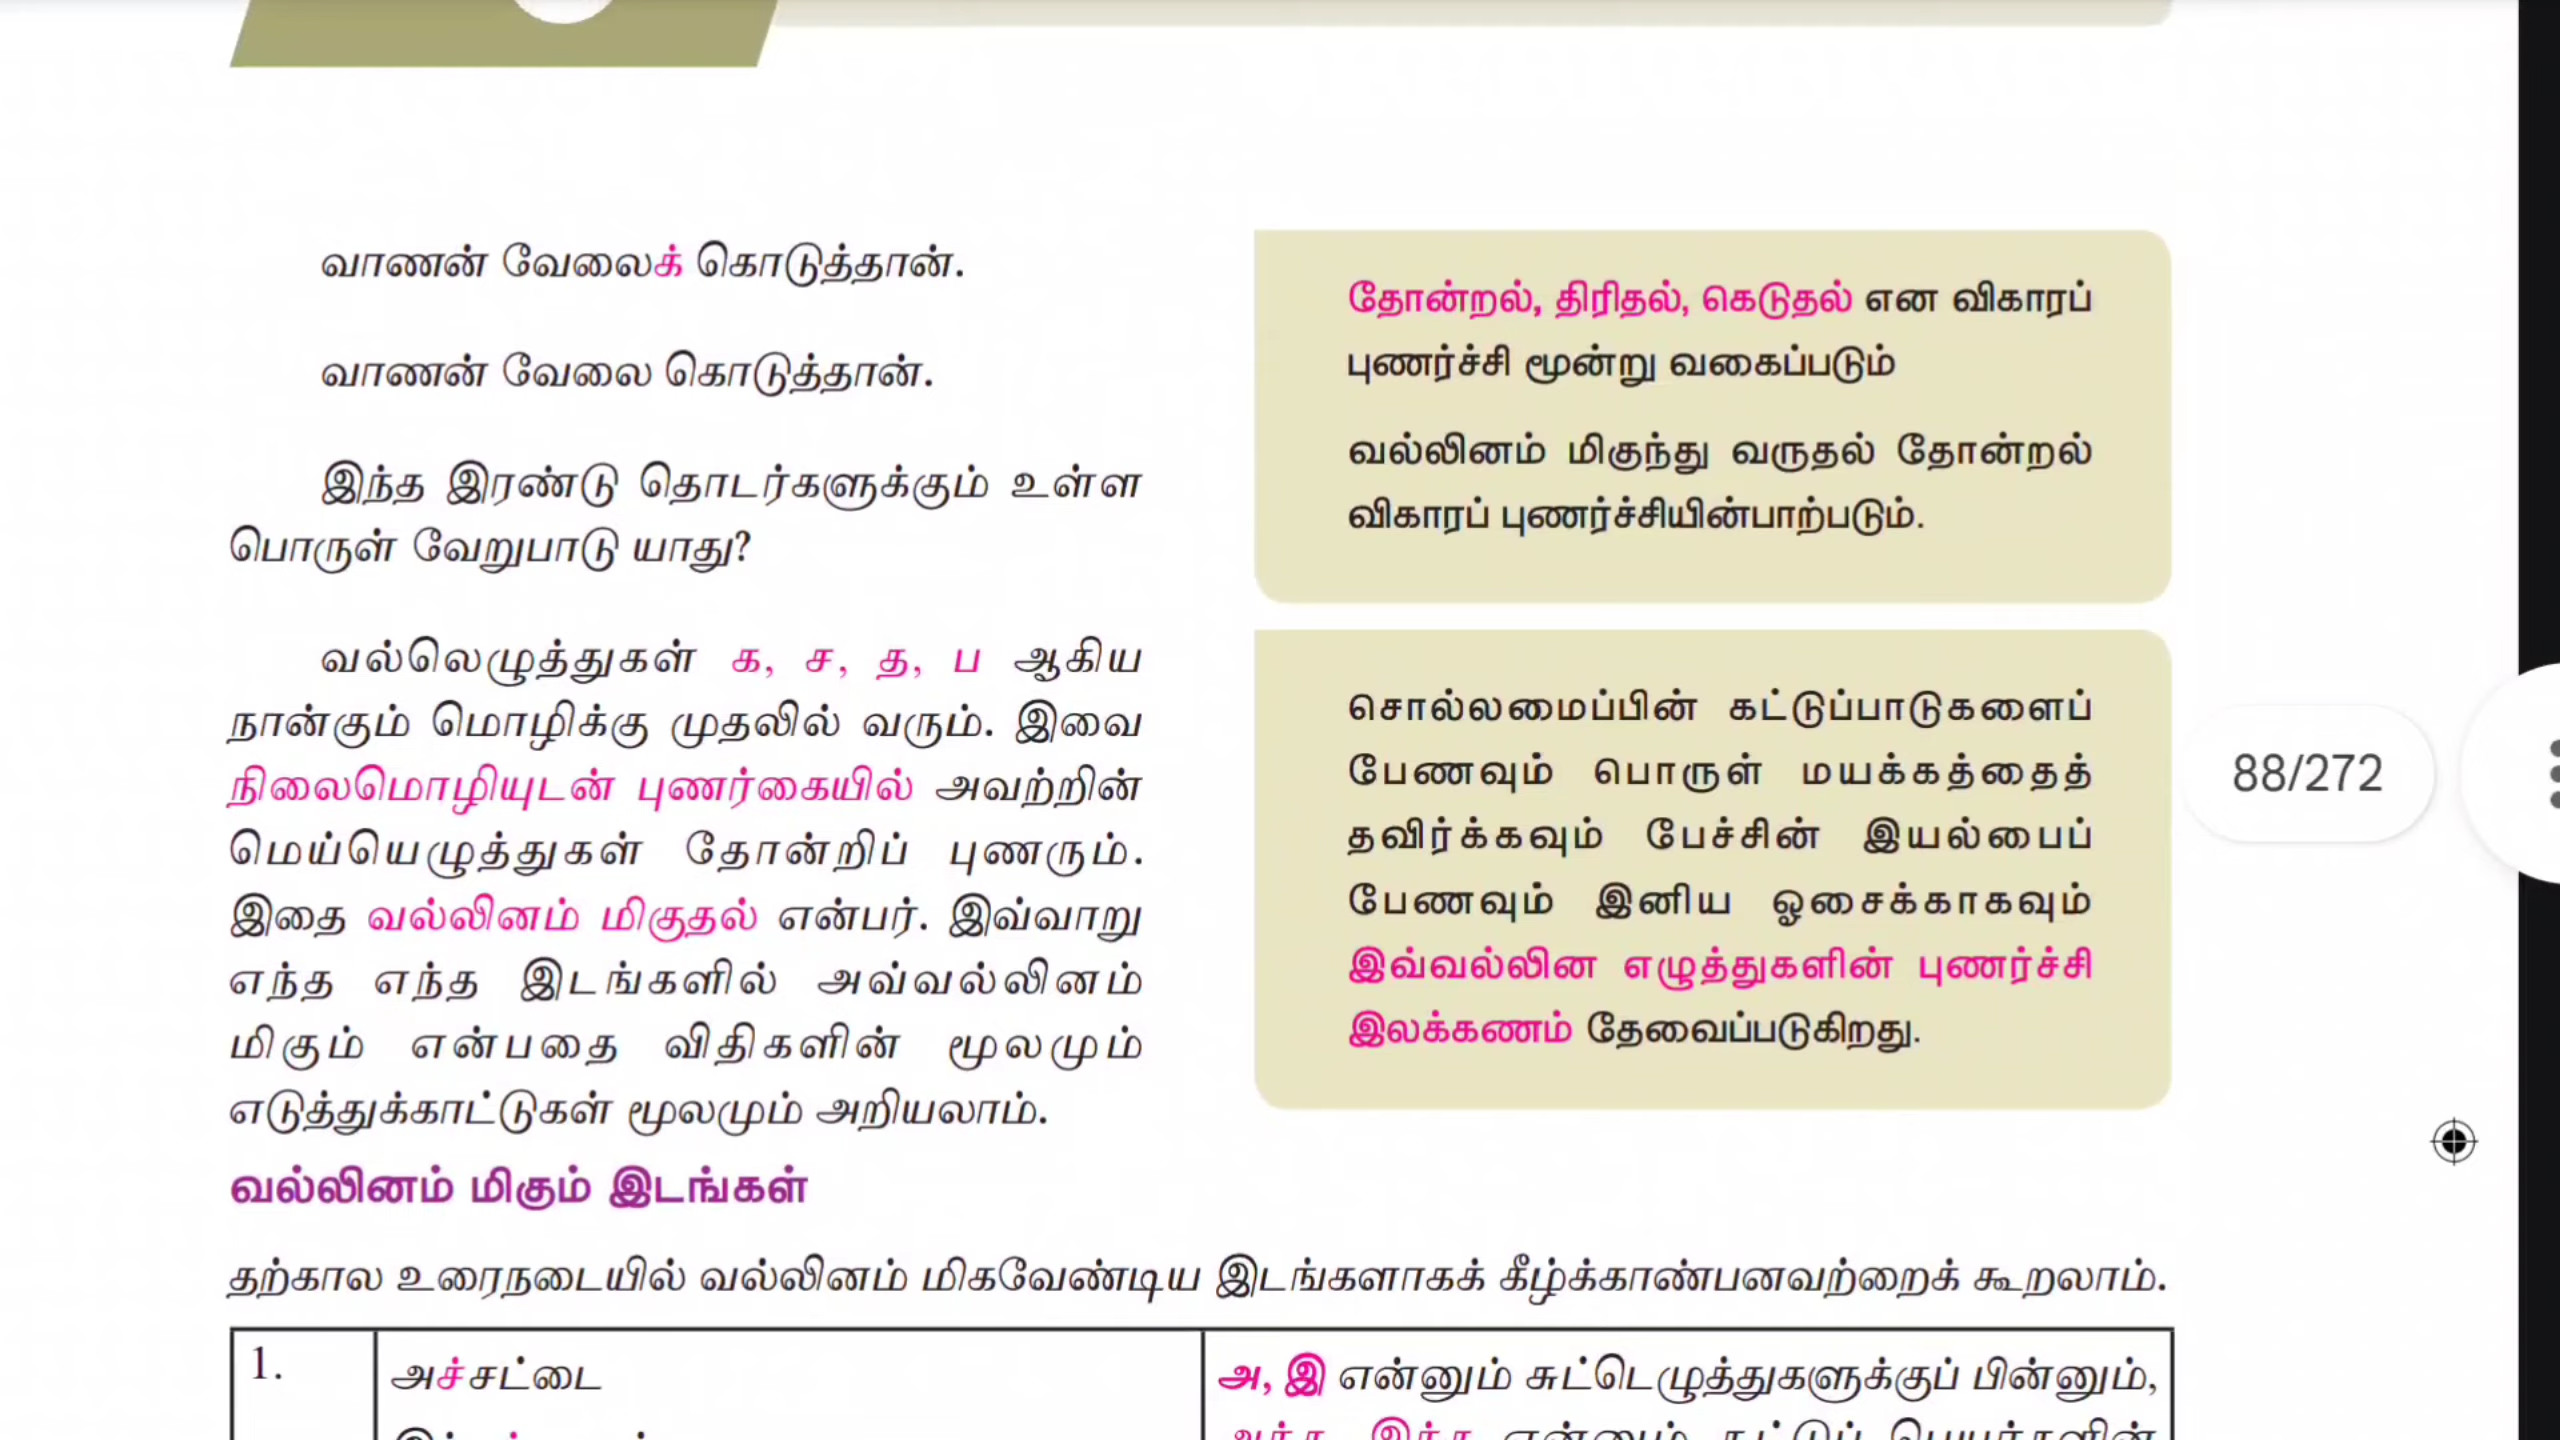 வாணன் வேலைக் கொடுத்தான்.
வாணன் வேலை கொடுத்தான்.
இந்த இரண்டு தொடர்களுக்கும் உள்ள
பொருள் வேறுபாடு யாது?
வல்லெழுத்துகள் க, ச, த, ப ஆகிய
நான்கும் மொழிக்கு முதலில் வரும். இவை
நிலைமொழியுடன் புணர்கையில் அவற்றின்
மெய்யெழுத்துகள் தோன்றிப் புணரும்.
இதை வல்லினம் மிகுதல் என்பர். இவ்வாறு
எந்த எந்த இடங்களில் அவ்வல்லினம்
மிகும் என்பதை விதிகளின் மூலமும்
எடுத்துக்காட்டுகள் மூலமும் அறியலாம்.
தோன்றல், திரிதல், கெடுதல் என விகாரப்
புணர்ச்சி மூன்று வகைப்படும்
வல்லினம் மிகுந்து வருதல் தோன்றல்
விகாரப் புணர்ச்சியின்பாற்படும்.
சொல்லமைப்பின் கட்டுப்பாடுகளைப்
பேணவும் பொருள் மயக்கத்தைத்
தவிர்க்கவும் பேச்சின் இயல்பைப்
பேணவும் இனிய ஓசைக்காகவும்
இவ்வல்லின எழுத்துகளின் புணர்ச்சி
இலக்கணம் தேவைப்படுகிறது.
88/272
வல்லினம் மிகும் இடங்கள்
தற்கால உரைநடையில் வல்லினம் மிகவேண்டிய இடங்களாகக் கீழ்க்காண்பனவற்றைக் கூறலாம்.
1.
அச்சட்டை
அ, இ என்னும் சுட்டெழுத்துகளுக்குப் பின்னும்,
அந்த, இந்த என்னும் சுட்டுப் பெயர்களின்